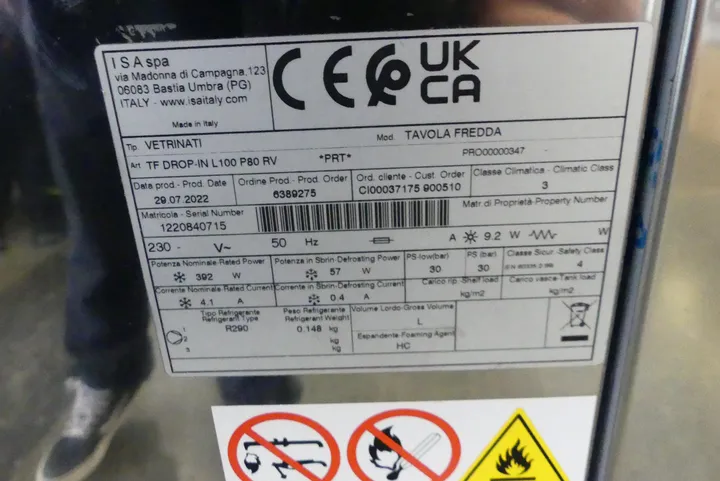 I S A spa
via Madonna di Campagna,123
06083 Bastia Umbra (PG)
ITALY - www.isaitaly.com
Made in Italy
CE UK CA
Tip VETRINATI Mod. TAVOLA FREDDA
Art TF DROP-IN L100 P80 RV *PRT* PRO00000347
Data prod.- Prod. Date Ordine Prod.- Prod. Order Ord. cliente - Cust. Order Classe Climatica - Climatic Class
29.07.2022 6389275 CI00037175 900510 3
Matricola - Serial Number Matr di Proprietà-Property Number
1220840715
230 - V~ 50 Hz A 9.2 W W
Potenza Nominale Rated Power Potenza in Sbrin-Defrosting Power PS-low(bar) PS (bar) Classe Sicur.-Safety Class
392 W 57 W 30 30 4
Corrente Nominale Rated Current Corrente in Sbrin-Defrosting Current Carico rip.-Shelf load Carico vasca-Tank load
4.1 A 0.4 A kg/m2 kg/m2
Tipo Refrigerante Peso Refrigerante Volume Lordo-Gross Volume
Refrigerant Type Refrigerant Weight L
1 R290 0.148 kg Espandente-Foaming Agent
2 kg HC
3 kg